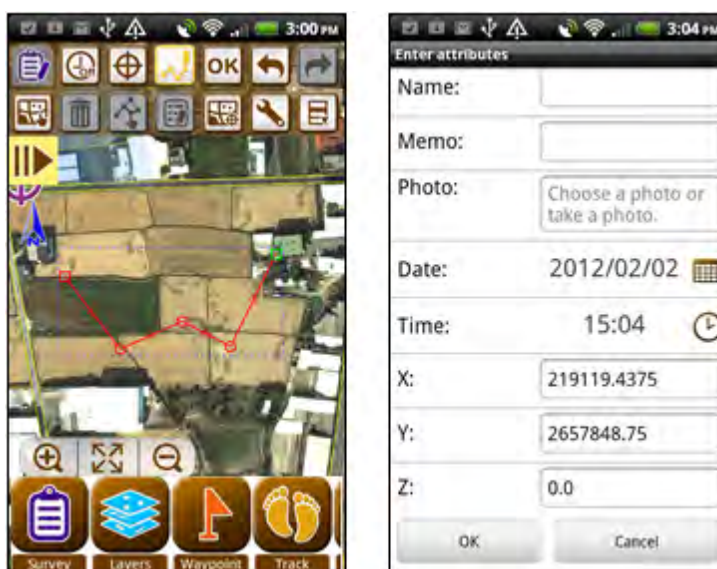 3:00 PM
Off
OK
Survey
Layers
Waypoint
Track
3:04 PM
Enter attributes
Name:
Memo:
Photo:
Choose a photo or
take a photo.
Date:
2012/02/02
Time:
15:04
X:
219119.4375
Y:
2657848.75
Z:
0.0
OK
Cancel